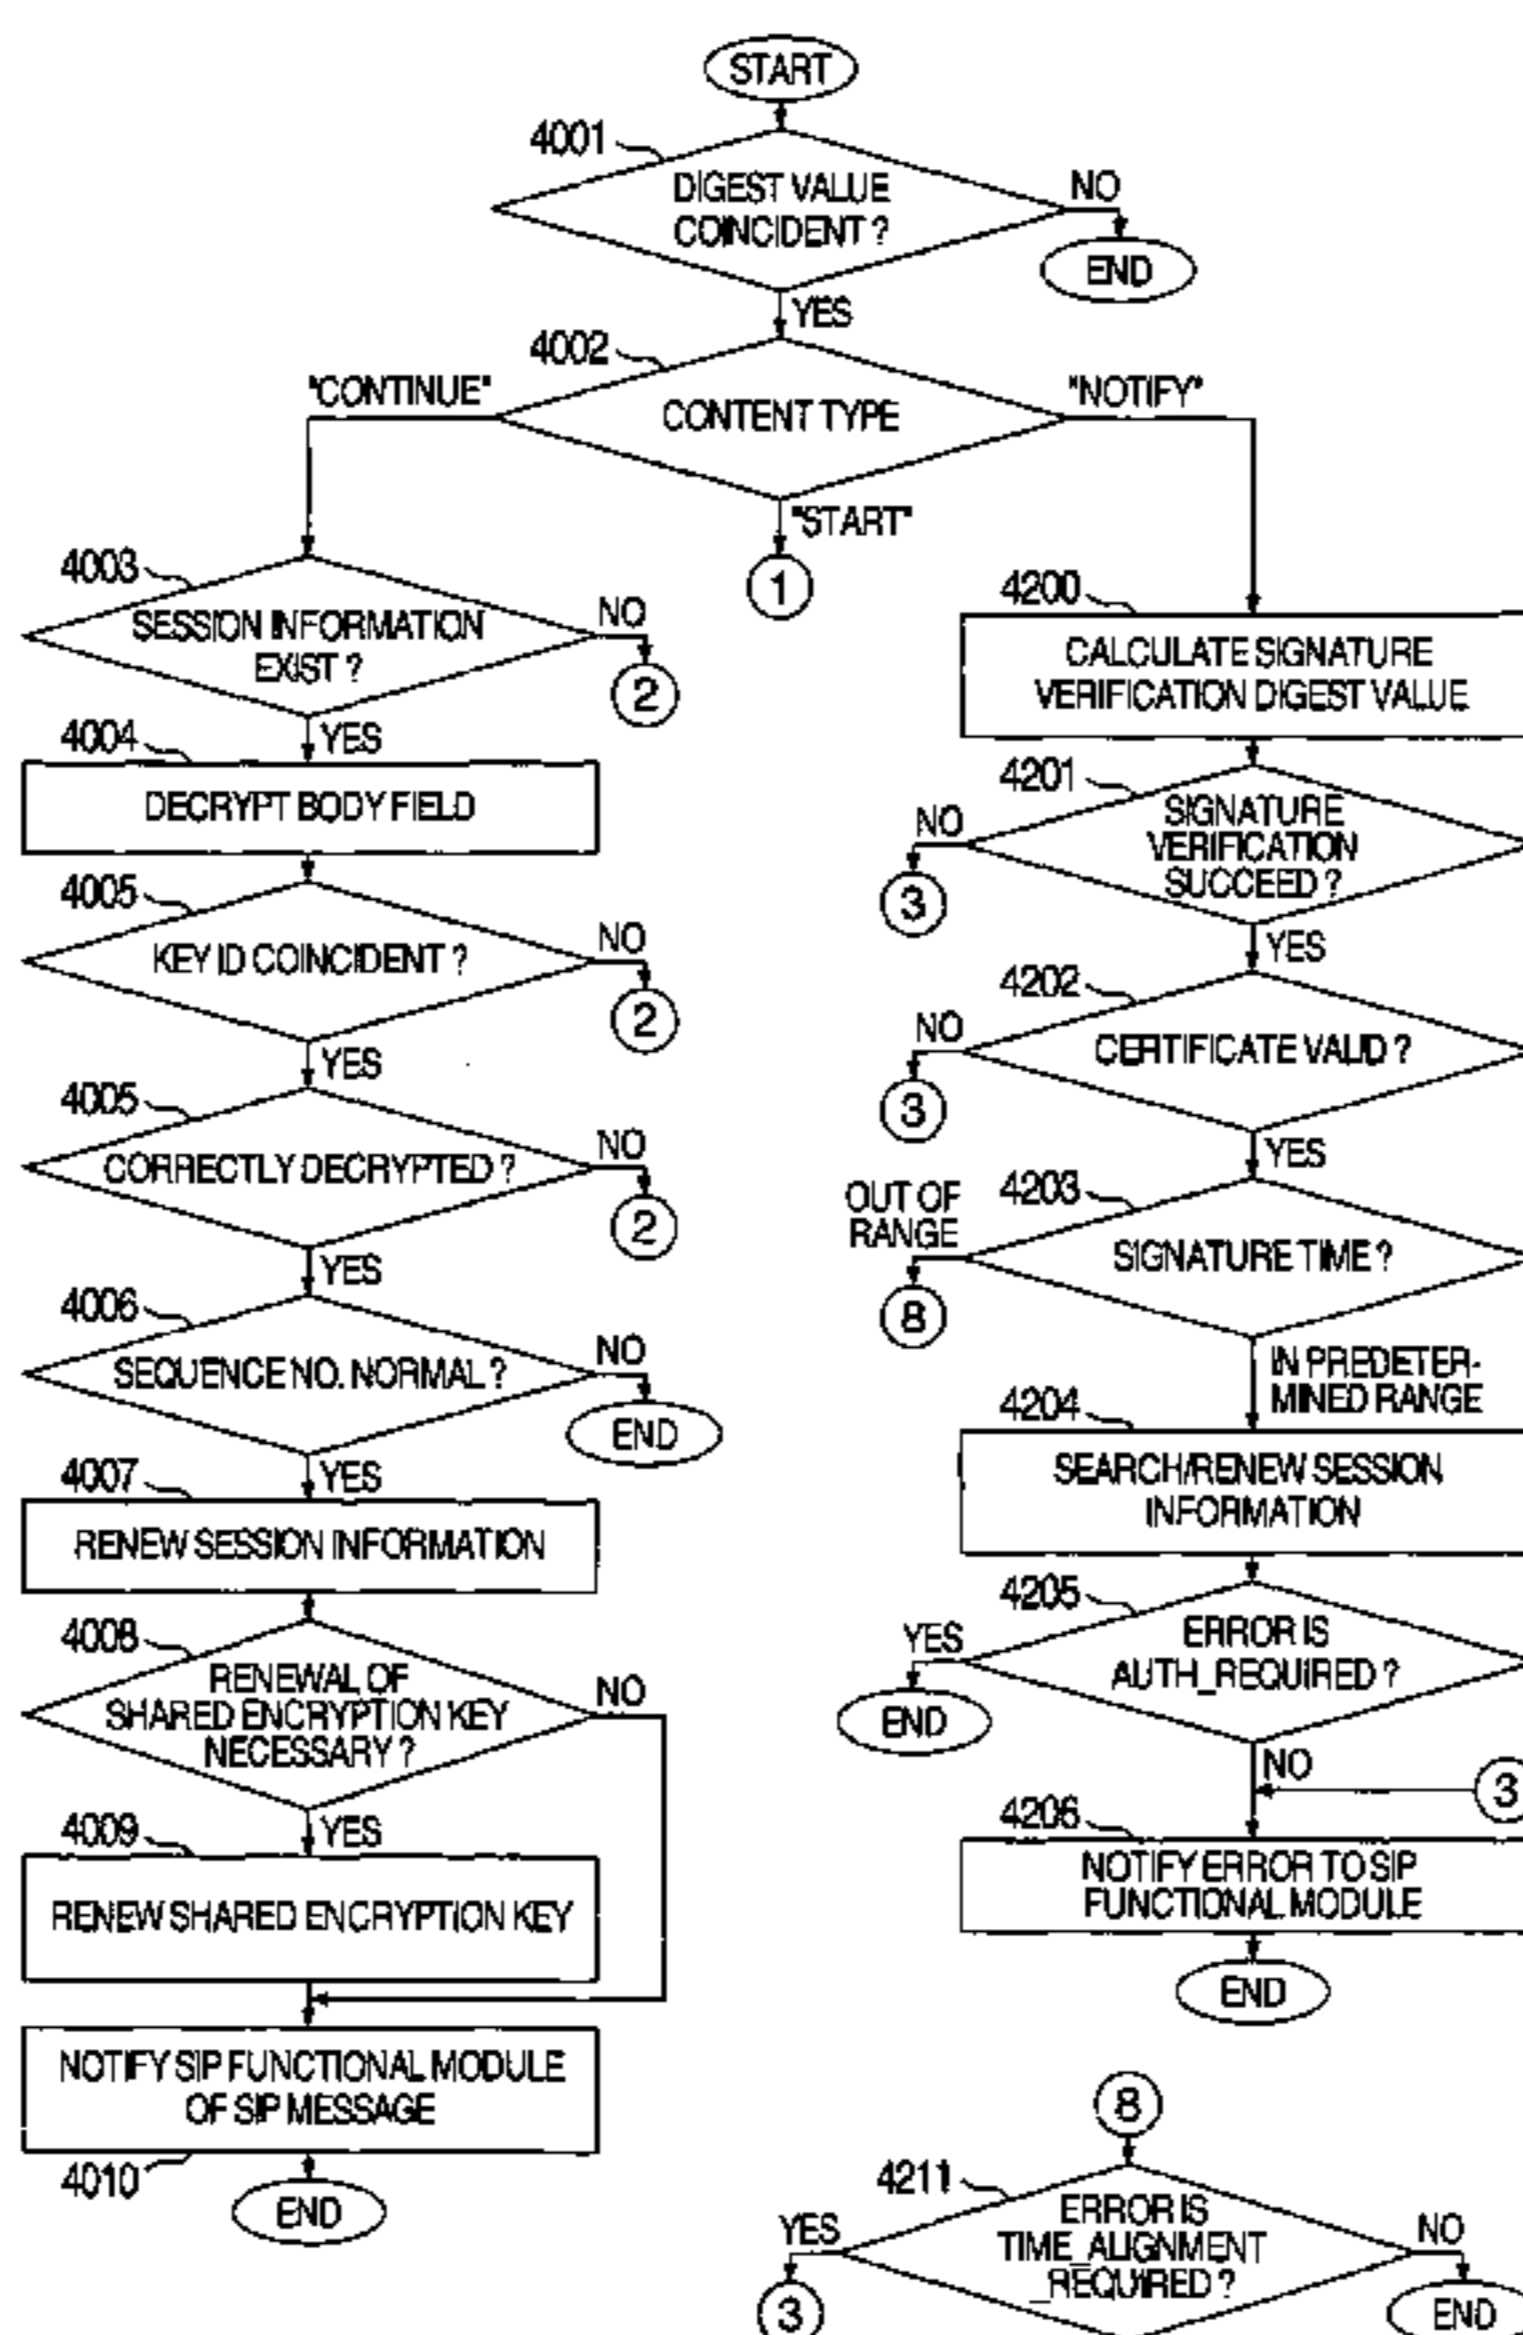 START
4001
DIGEST VALUE
COINCIDENT ?
NO
END
YES
4002
CONTENT TYPE
"CONTINUE"
"NOTIFY"
"START"
1
4003
SESSION INFORMATION
EXIST ?
NO
2
YES
4004
DECRYPT BODY FIELD
4005
KEY ID COINCIDENT ?
NO
2
YES
4005
CORRECTLY DECRYPTED ?
NO
2
YES
4006
SEQUENCE NO. NORMAL ?
NO
END
YES
4007
RENEW SESSION INFORMATION
4008
RENEWAL OF
SHARED ENCRYPTION KEY
NECESSARY ?
NO
YES
4009
RENEW SHARED ENCRYPTION KEY
NOTIFY SIP FUNCTIONAL MODULE
OF SIP MESSAGE
4010
END
4200
CALCULATE SIGNATURE
VERIFICATION DIGEST VALUE
4201
SIGNATURE
VERIFICATION
SUCCEED ?
NO
3
YES
4202
CERTIFICATE VALID ?
NO
3
YES
4203
SIGNATURE TIME ?
OUT OF
RANGE
8
IN PREDETER-
MINED RANGE
4204
SEARCH/RENEW SESSION
INFORMATION
4205
ERROR IS
AUTH_REQUIRED ?
YES
END
NO
3
4206
NOTIFY ERROR TO SIP
FUNCTIONAL MODULE
END
8
4211
ERROR IS
TIME_ALIGNMENT
_REQUIRED ?
YES
3
NO
END